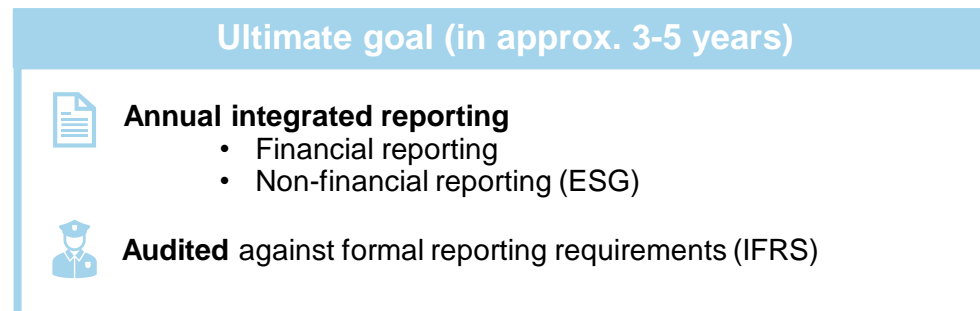 Ultimate goal (in approx. 3-5 years)
Annual integrated reporting
• Financial reporting
• Non-financial reporting (ESG)
Audited against formal reporting requirements (IFRS)